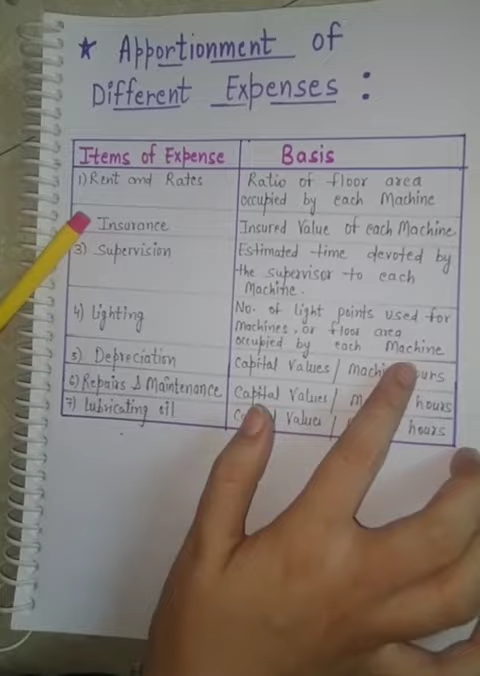 ★ Apportionment of
Different Expenses :
Items of Expense Basis
1) Rent and Rates Ratio of floor area
occupied by each Machine
Insurance Insured Value of each Machine
3) Supervision Estimated time devoted by
the supervisor to each
Machine.
4) Lighting No. of light points used for
Machines, or floor area
occupied by each Machine
5) Depreciation Capital Values /
6) Repairs & Maintenance Capital Values / hours
7) Lubricating oil Values / hours